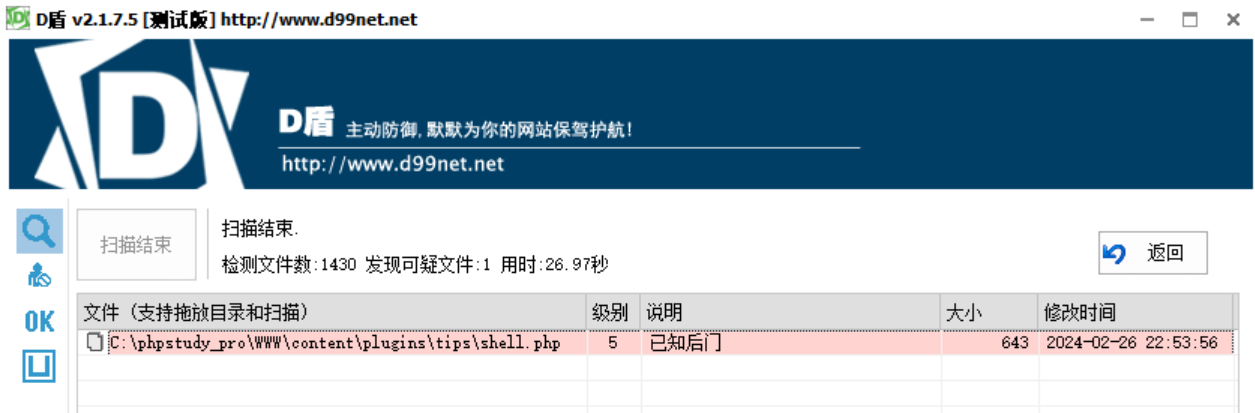 D盾 v2.1.7.5 [测试版] http://www.d99net.net
D
D盾 主动防御,默默为你的网站保驾护航!
http://www.d99net.net
扫描结束
扫描结束.
检测文件数:1430 发现可疑文件:1 用时:26.97秒
返回
OK
文件（支持拖放目录和扫描） 级别 说明 大小 修改时间
C:\phpstudy_pro\WWW\content\plugins\tips\shell.php 5 已知后门 643 2024-02-26 22:53:56